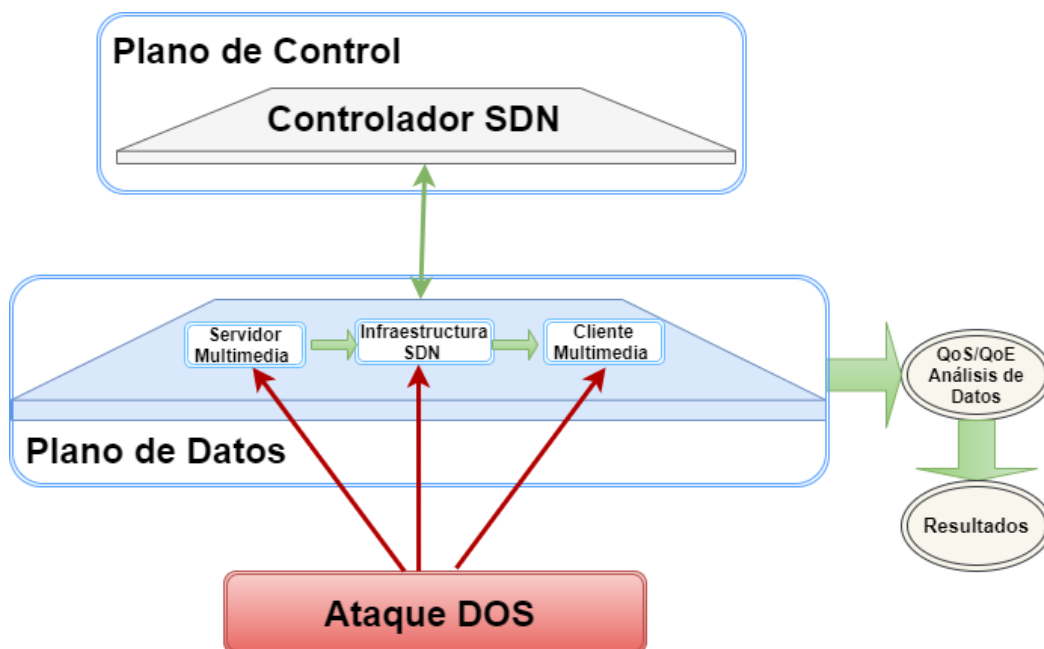 Plano de Control
Controlador SDN
Servidor
Multimedia
Infraestructura
SDN
Cliente
Multimedia
QoS/QoE
Análisis de
Datos
Plano de Datos
Resultados
Ataque DOS